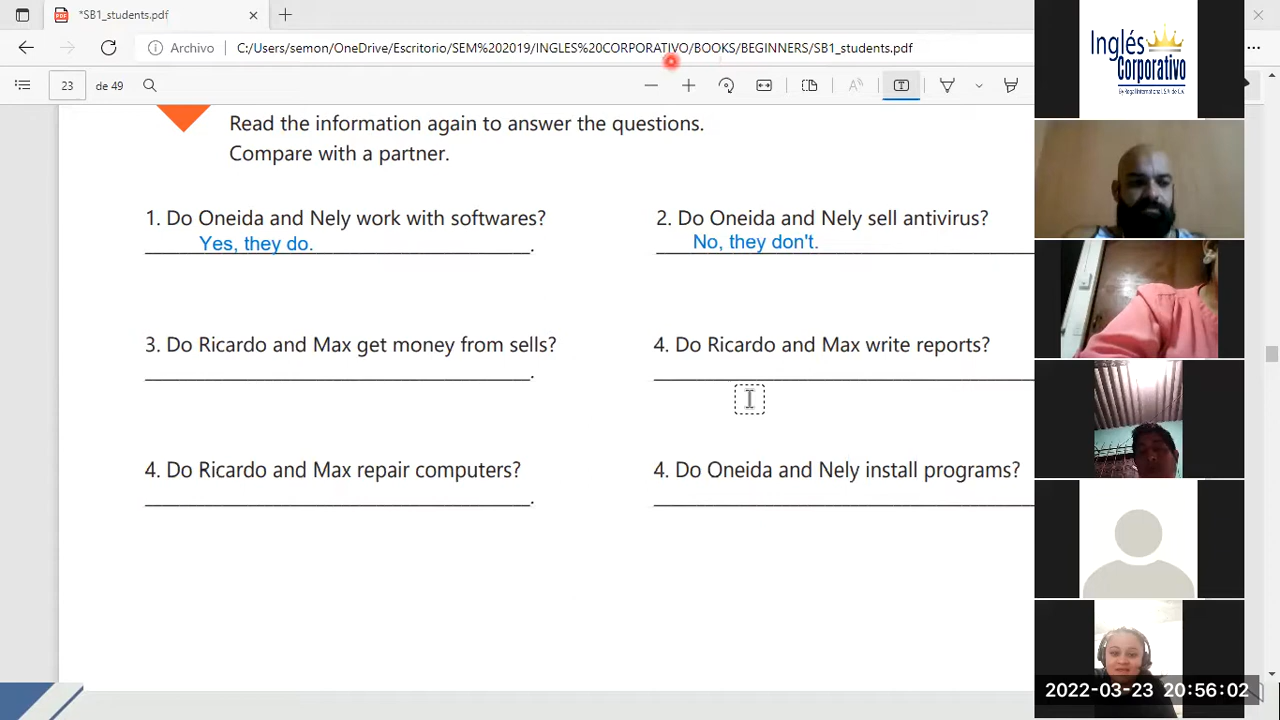 *SB1_students.pdf
Archivo
C:/Users/semon/OneDrive/Escritorio/SEM%202019/INGLES%20CORPORATIVO/BOOKS/BEGINNERS/SB1_students.pdf
23 de 49
Read the information again to answer the questions.
Compare with a partner.
1. Do Oneida and Nely work with softwares?
Yes, they do.
2. Do Oneida and Nely sell antivirus?
No, they don't.
3. Do Ricardo and Max get money from sells?
4. Do Ricardo and Max write reports?
4. Do Ricardo and Max repair computers?
4. Do Oneida and Nely install programs?
Inglés
Corporativo
2022-03-23 20:56:02